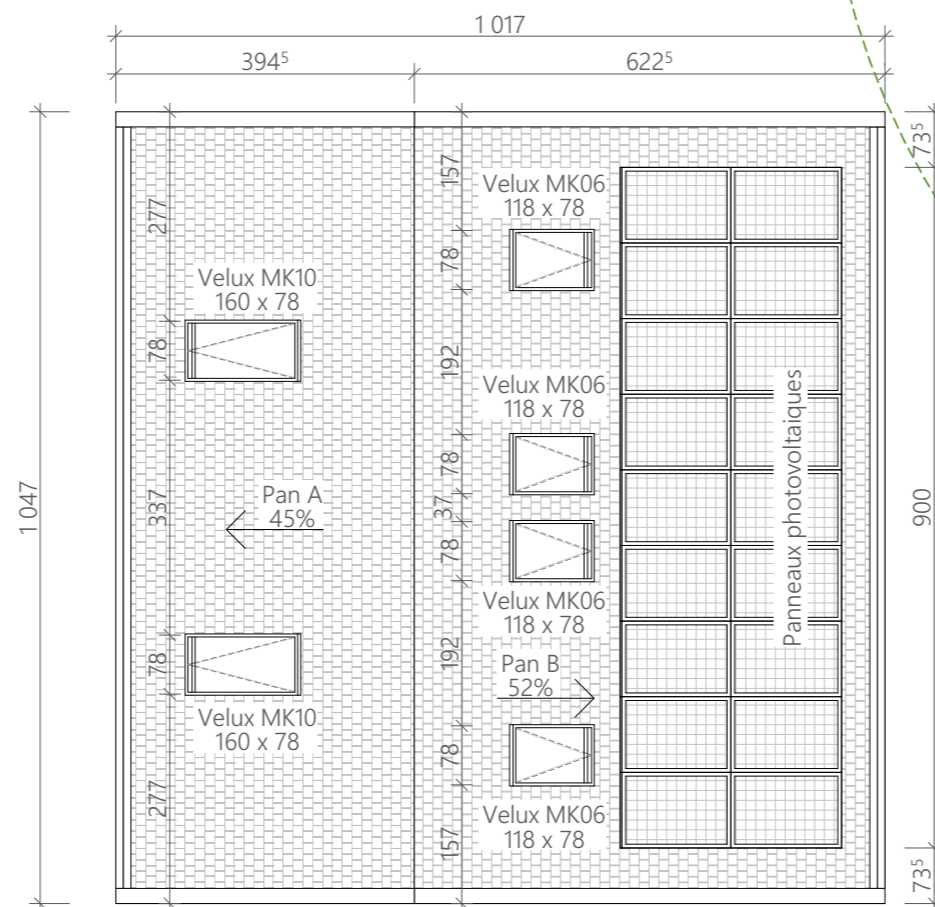 1 017
394⁵
622⁵
1 047
277
78
337
78
277
Velux MK10
160 x 78
Pan A
45%
Velux MK10
160 x 78
157
78
192
78
37
78
192
78
157
Velux MK06
118 x 78
Velux MK06
118 x 78
Velux MK06
118 x 78
Pan B
52%
Velux MK06
118 x 78
Panneaux photovoltaiques
73⁵
900
73⁵